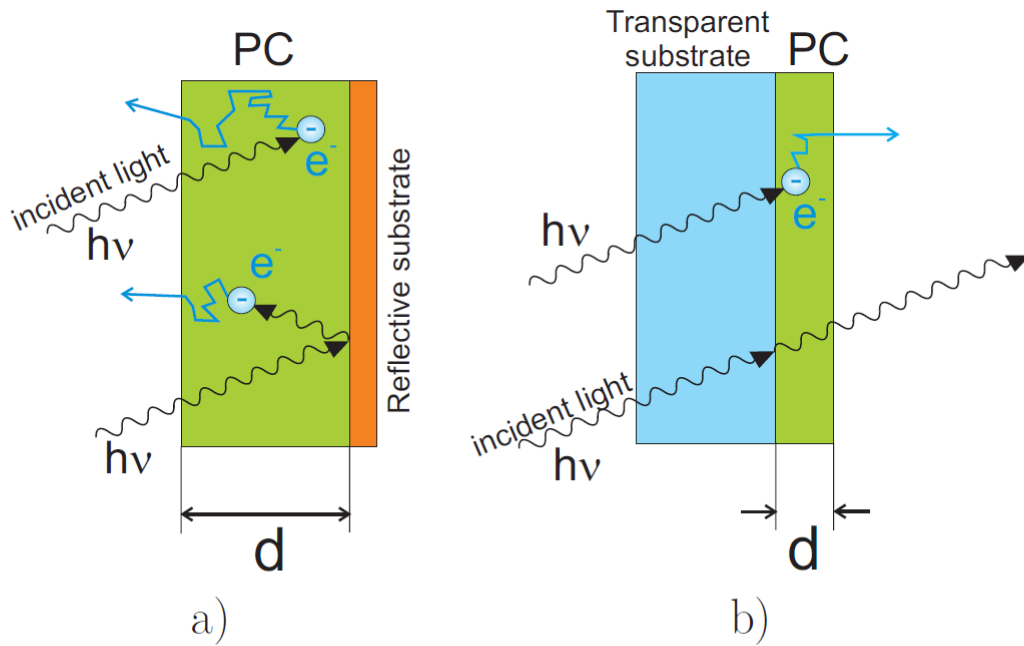 PC
incident light
hν
e-
e-
hν
Reflective substrate
d
a)
Transparent
substrate
PC
hν
e-
incident light
hν
d
b)